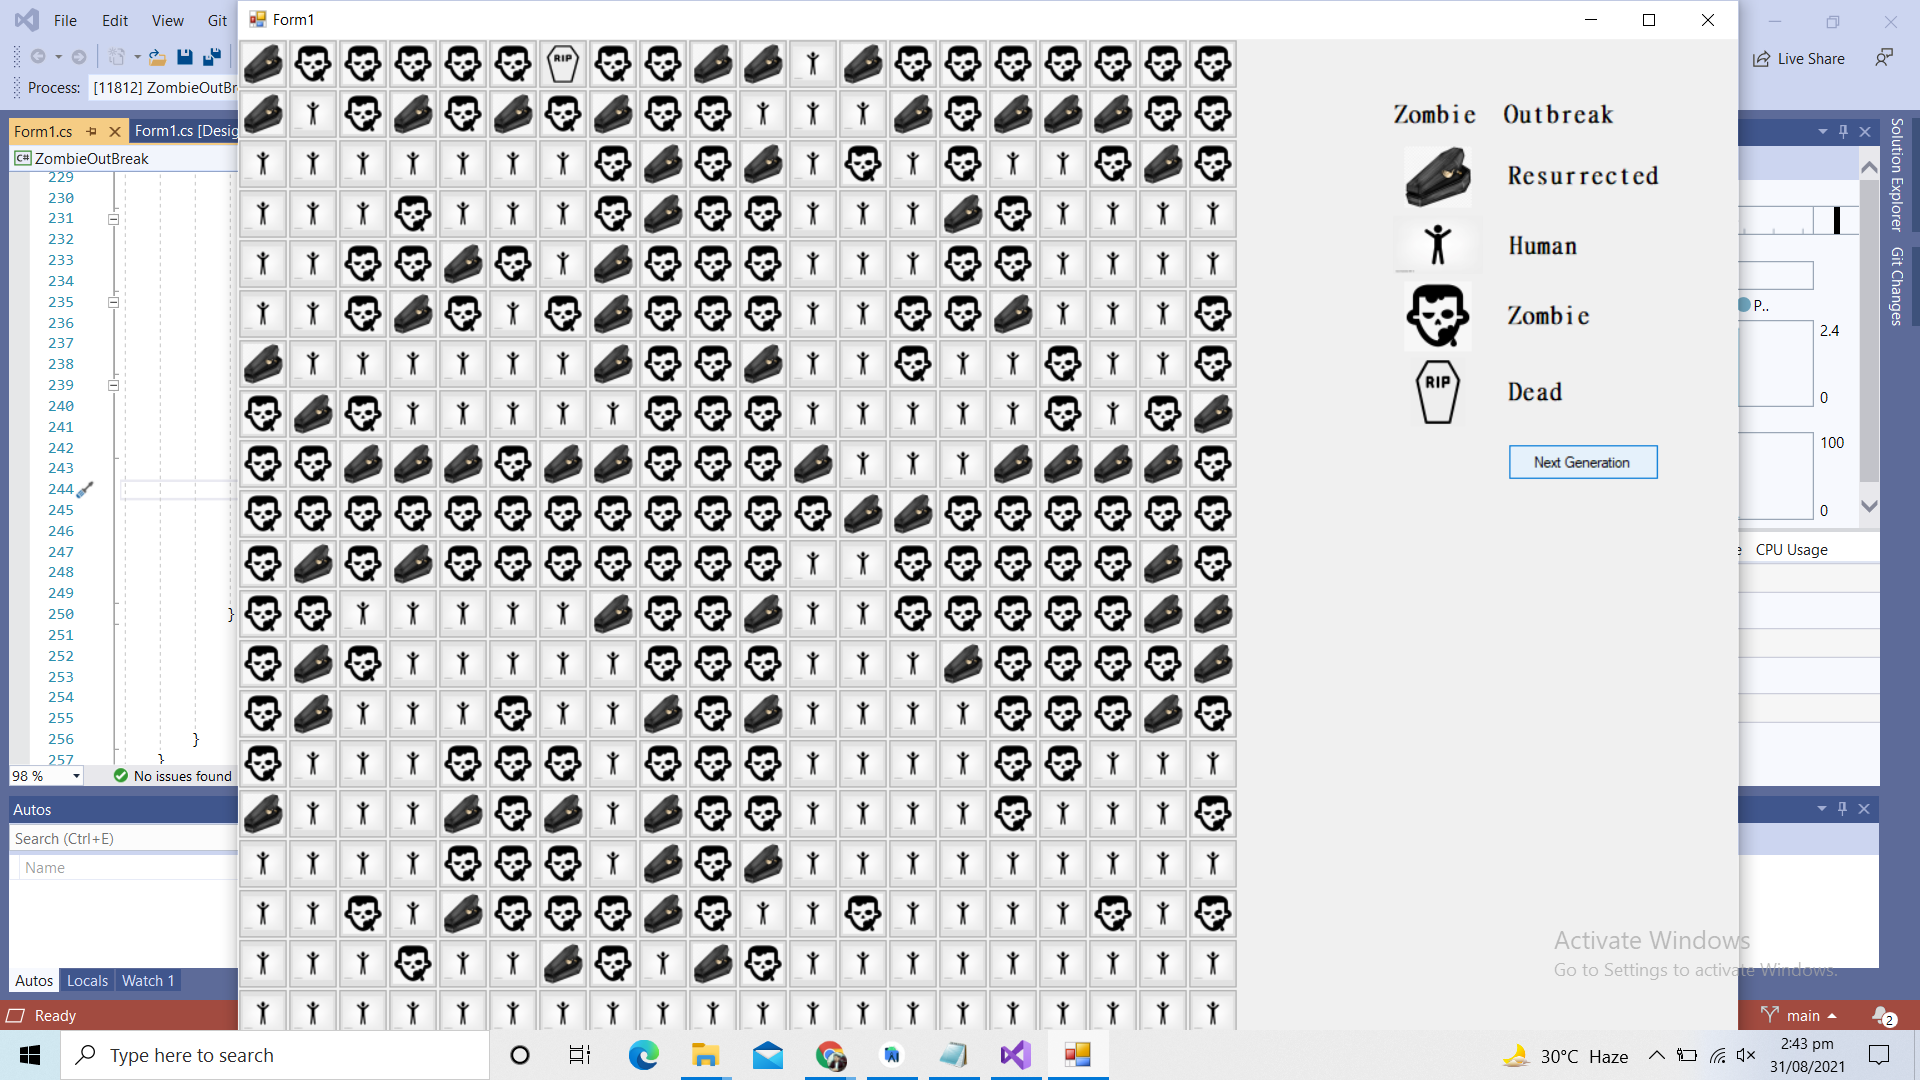 File Edit View Git
Form1
Live Share
Process: [11812] ZombieOutBr
Form1.cs
Form1.cs [Desig
C# ZombieOutBreak
229
230
231
232
233
234
235
236
237
238
239
240
241
242
243
244
245
246
247
248
249
250 }
251
252
253
254
255
256 }
257 }
98 %
No issues found
Autos
Search (Ctrl+E)
Name
Autos Locals Watch 1
Ready
RIP
Zombie Outbreak
Resurrected
Human
Zombie
RIP
Dead
Next Generation
Solution Explorer
Git Changes
P..
2.4
0
100
0
CPU Usage
Activate Windows
Go to Settings to activate Windows.
main
2
Type here to search
30°C Haze
2:43 pm
31/08/2021